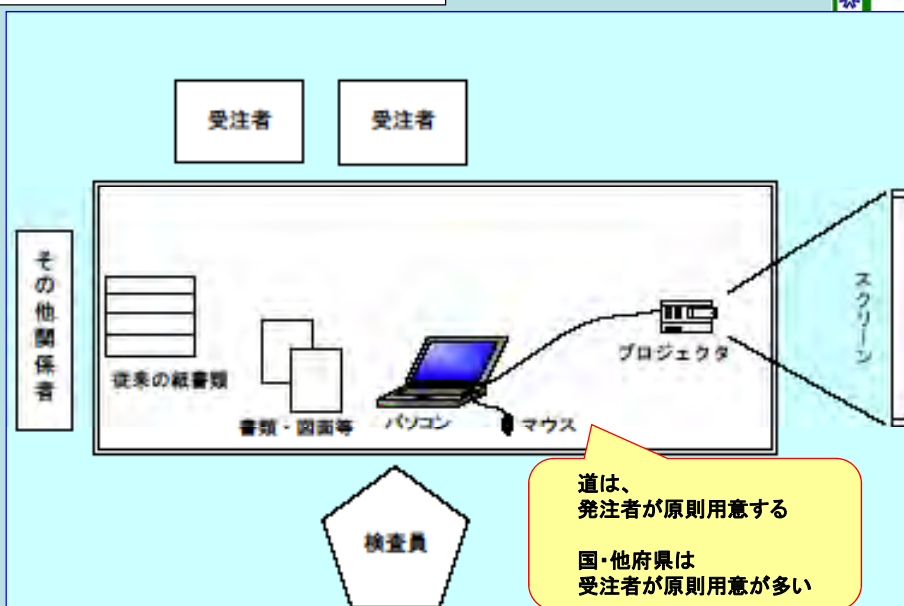 受注者
受注者
その他関係者
スクリーン
プロジェクタ
従来の紙書類
書類・図面等
パソコン
マウス
検査員
道は、
発注者が原則用意する
国・他府県は
受注者が原則用意が多い